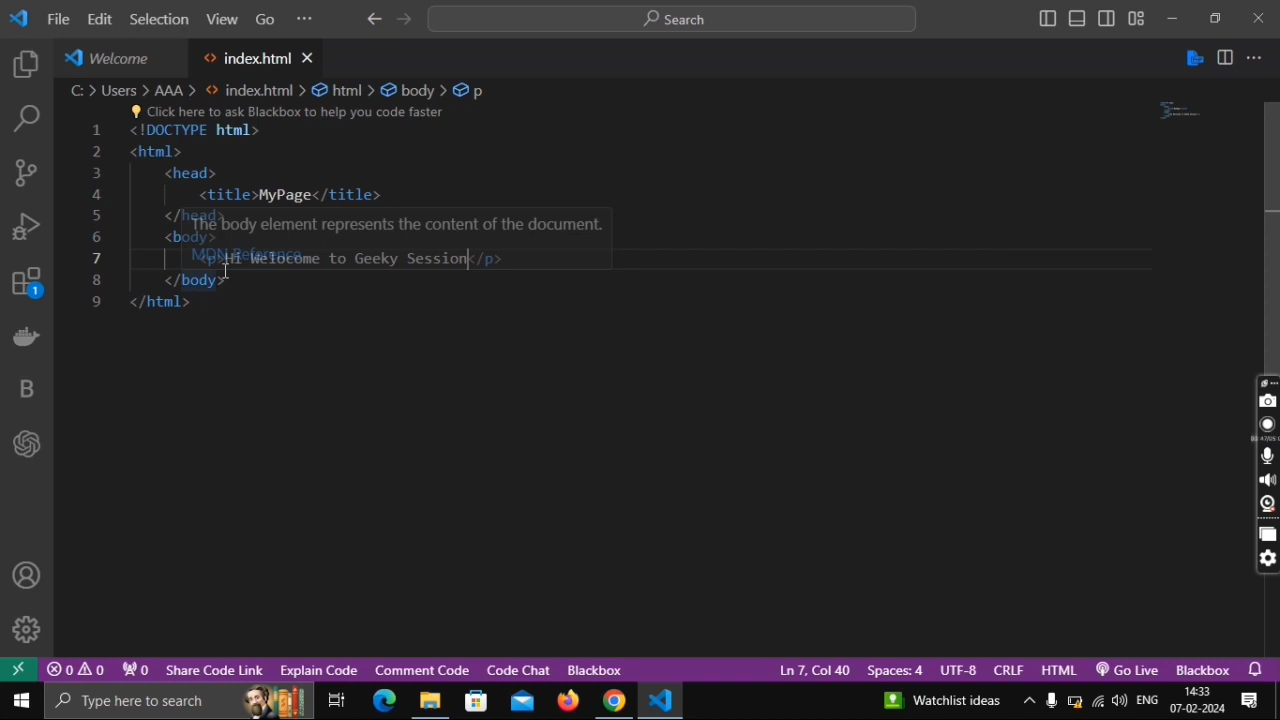 File Edit Selection View Go ··· Search
Welcome index.html
C: > Users > AAA > index.html > html > body > p
Click here to ask Blackbox to help you code faster
1 <!DOCTYPE html>
2 <html>
3 <head>
4 <title>MyPage</title>
5 </head>
The body element represents the content of the document.
6 <body>
MDN Reference
7 <p>Hi Welocome to Geeky Session</p>
8 </body>
9 </html>
1
B
0 0 0 Share Code Link Explain Code Comment Code Code Chat Blackbox Ln 7, Col 40 Spaces: 4 UTF-8 CRLF HTML Go Live Blackbox
Type here to search Watchlist ideas ENG 14:33
07-02-2024